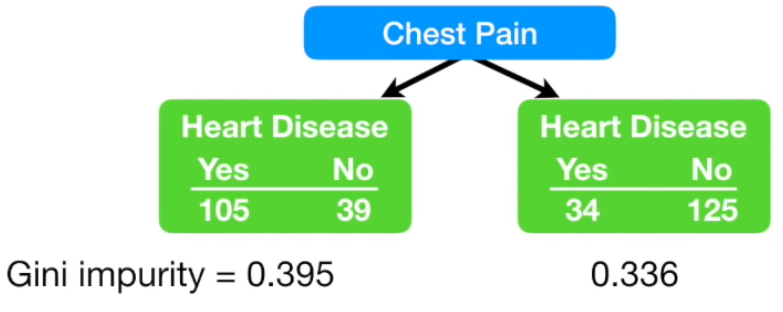 Chest Pain
Heart Disease Heart Disease
Yes No Yes No
105 39 34 125
Gini impurity = 0.395 0.336